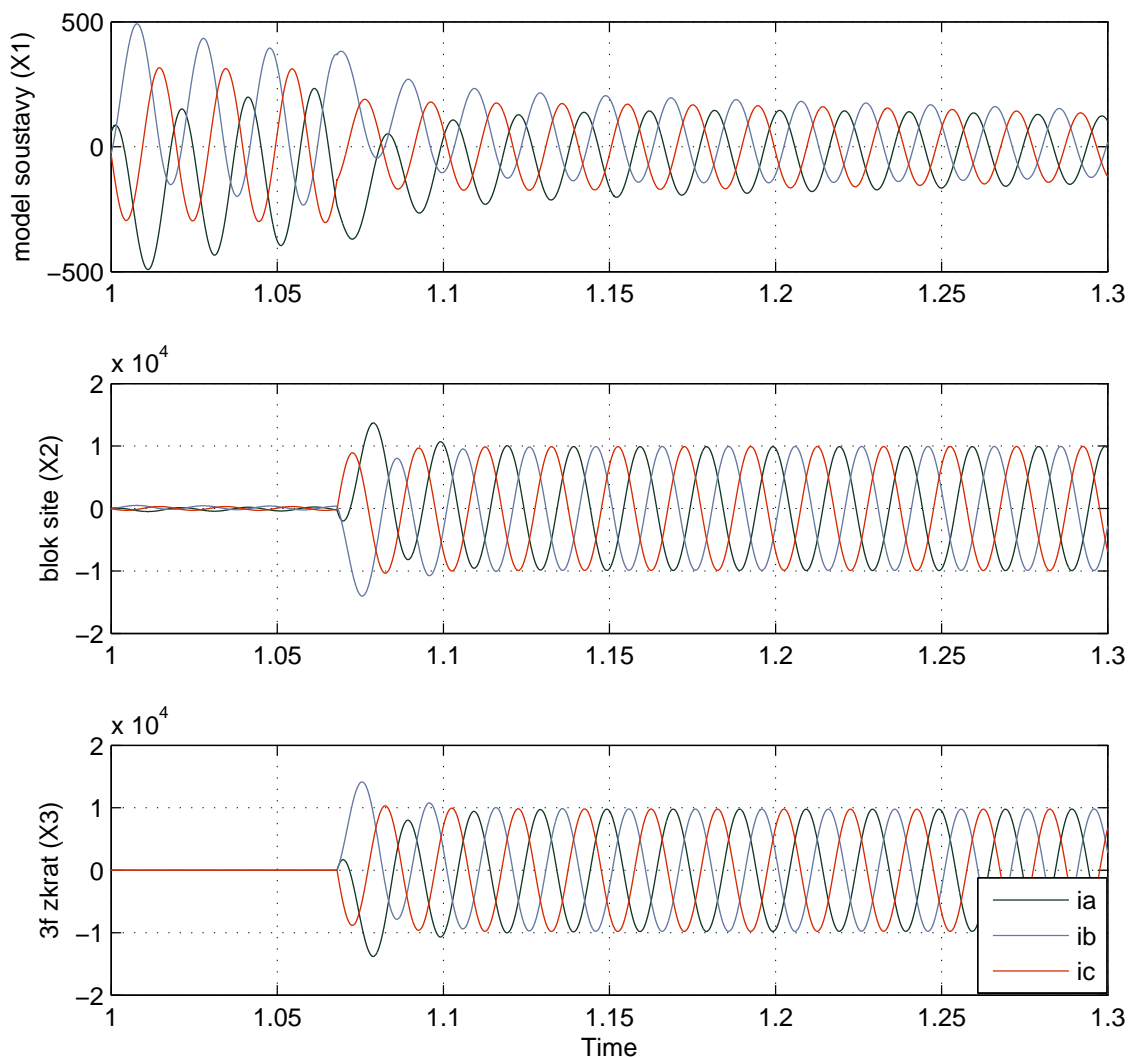 model soustavy (X1)
500
0
−500
1 1.05 1.1 1.15 1.2 1.25 1.3
x 10^4
blok site (X2)
2
1
0
−1
−2
1 1.05 1.1 1.15 1.2 1.25 1.3
x 10^4
3f zkrat (X3)
2
1
0
−1
−2
ia
ib
ic
1 1.05 1.1 1.15 1.2 1.25 1.3
Time